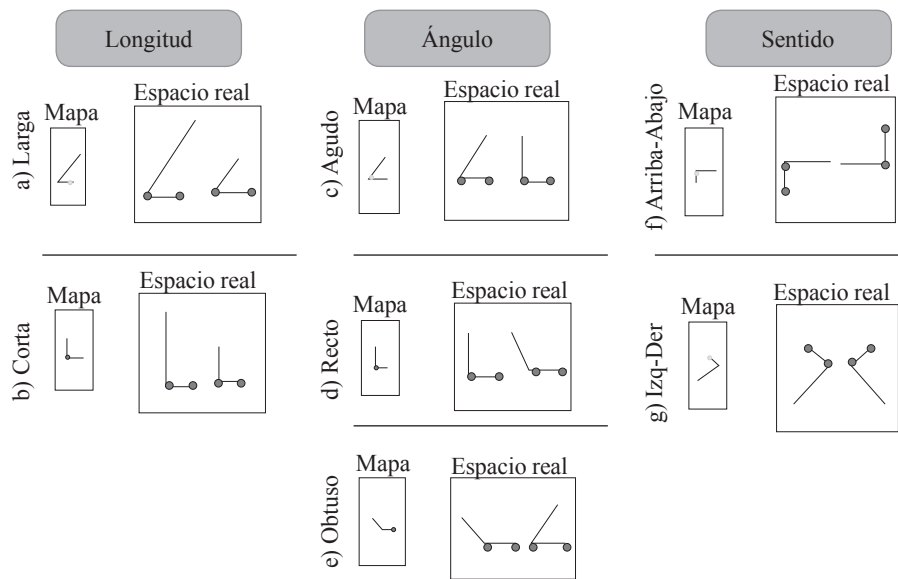 Longitud
Ángulo
Sentido
a) Larga
Mapa
Espacio real
c) Agudo
Mapa
Espacio real
f) Arriba-Abajo
Mapa
Espacio real
b) Corta
Mapa
Espacio real
d) Recto
Mapa
Espacio real
g) Izq-Der
Mapa
Espacio real
e) Obtuso
Mapa
Espacio real